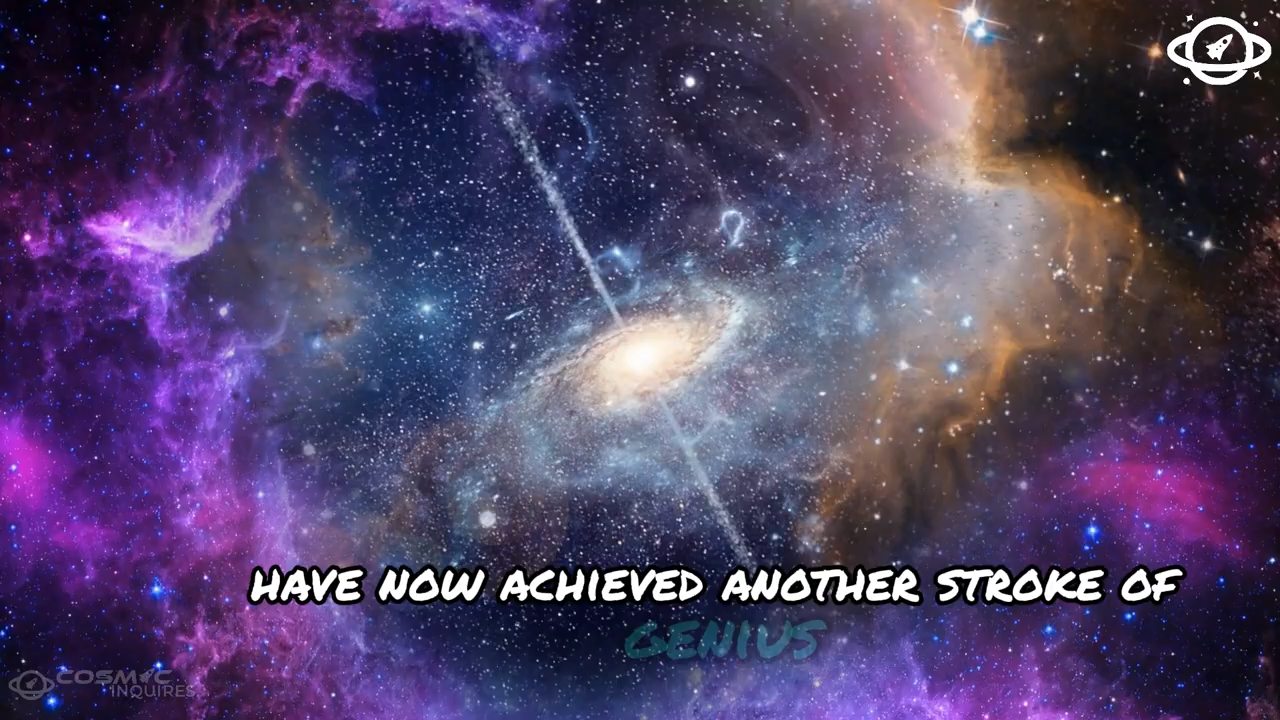 HAVE NOW ACHIEVED ANOTHER STROKE OF
GENIUS
COSMIC
INQUIRES